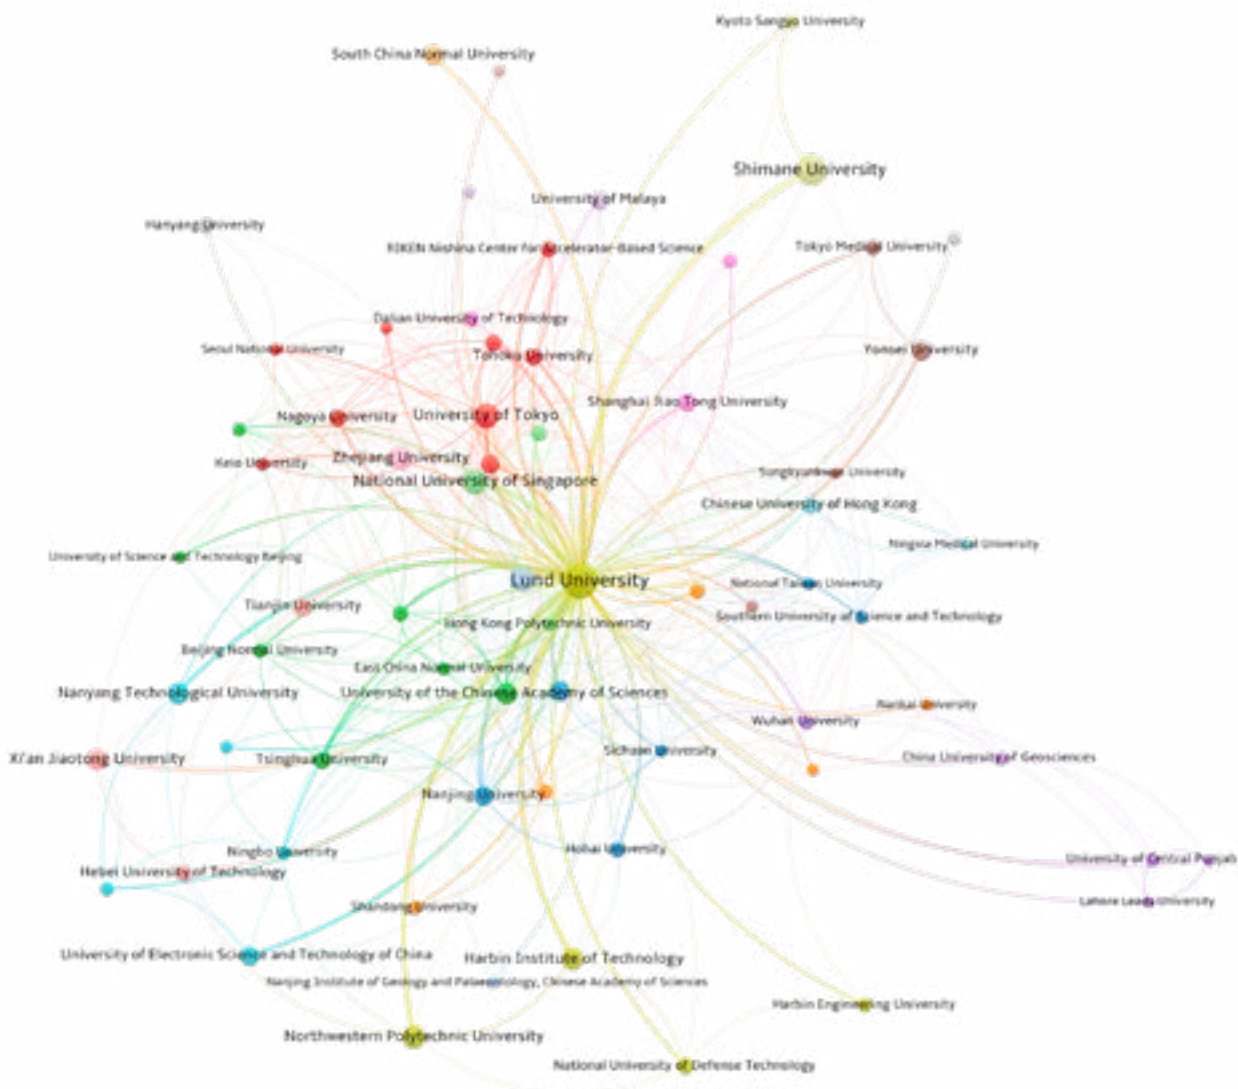 Kyoto Sangyo University
South China Normal University
Shimane University
University of Malaya
Hanyang University
RIKEN Nishina Center for Accelerator-Based Science
Tokyo Medical University
Dalian University of Technology
Seoul National University
Tohoku University
Yonsei University
Shanghai Jiao Tong University
Nagoya University
University of Tokyo
Keio University
Zhejiang University
National University of Singapore
Sungkyunkwan University
Chinese University of Hong Kong
Ningxia Medical University
University of Science and Technology Beijing
Lund University
National Taiwan University
Tianjin University
Hong Kong Polytechnic University
Southern University of Science and Technology
Beijing Normal University
East China Normal University
Nanyang Technological University
University of the Chinese Academy of Sciences
Nankai University
Wuhan University
Xi'an Jiaotong University
Tsinghua University
Sichuan University
China University of Geosciences
Nanjing University
Ningbo University
Hohai University
University of Central Punjab
Hebei University of Technology
Lahore Leads University
Shandong University
University of Electronic Science and Technology of China
Harbin Institute of Technology
Nanjing Institute of Geology and Palaeontology, Chinese Academy of Sciences
Harbin Engineering University
Northwestern Polytechnic University
National University of Defense Technology